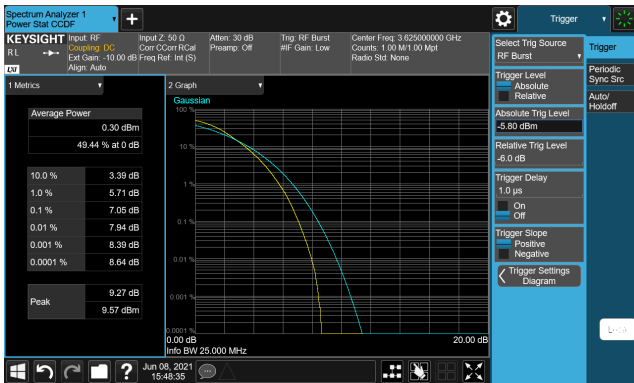 Spectrum Analyzer 1
Power Stat CCDF
Trigger
KEYSIGHT
RL
LXI
Input: RF
Coupling: DC
Ext Gain: -10.00 dB
Align: Auto
Input Z: 50 Ω
Corr CCorr RCal
Freq Ref: Int (S)
Atten: 30 dB
Preamp: Off
Trig: RF Burst
#IF Gain: Low
Center Freq: 3.625000000 GHz
Counts: 1.00 M/1.00 Mpt
Radio Std: None
1 Metrics
Average Power
0.30 dBm
49.44 % at 0 dB
10.0 % 3.39 dB
1.0 % 5.71 dB
0.1 % 7.05 dB
0.01 % 7.94 dB
0.001 % 8.39 dB
0.0001 % 8.64 dB
Peak
9.27 dB
9.57 dBm
2 Graph
Gaussian
100 %
10 %
1 %
0.1 %
0.01 %
0.001 %
0.0001 %
0.00 dB 20.00 dB
Info BW 25.000 MHz
Select Trig Source
RF Burst
Trigger Level
Absolute
Relative
Absolute Trig Level
-5.80 dBm
Relative Trig Level
-6.0 dB
Trigger Delay
1.0 µs
On
Off
Trigger Slope
Positive
Negative
Trigger Settings
Diagram
Trigger
Periodic
Sync Src
Auto/
Holdoff
Jun 08, 2021
15:48:35